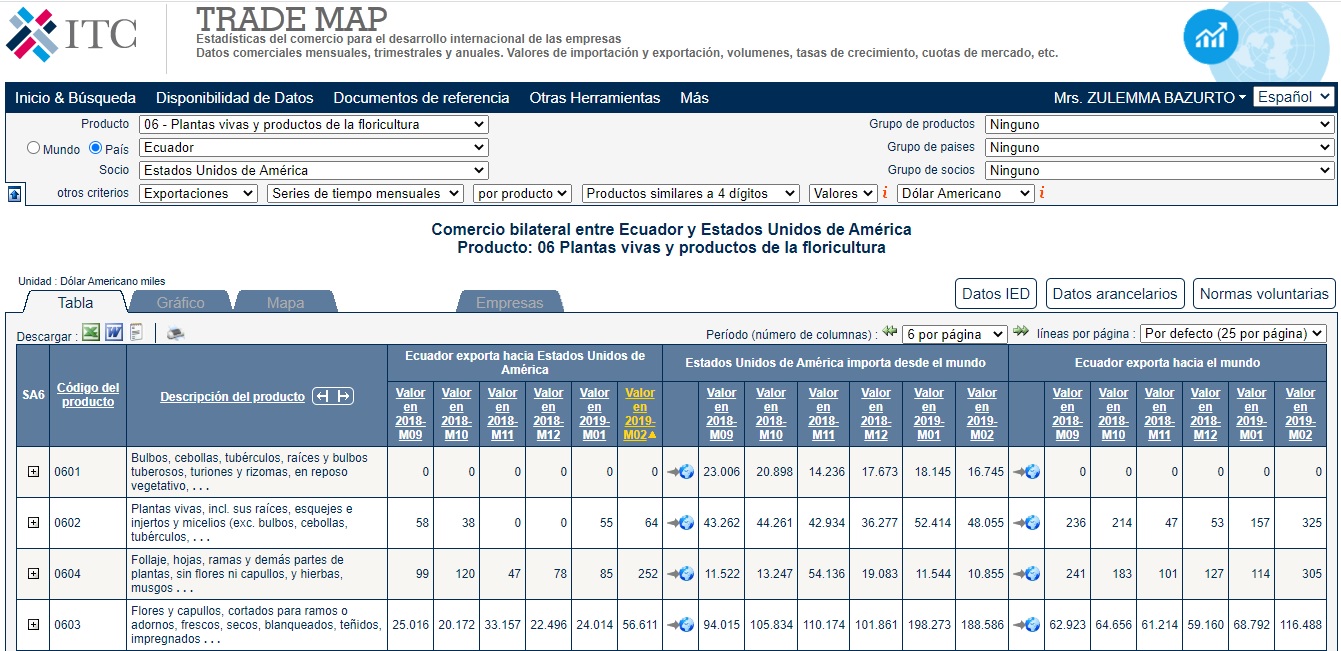 ITC
TRADE MAP
Estadísticas del comercio para el desarrollo internacional de las empresas
Datos comerciales mensuales, trimestrales y anuales. Valores de importación y exportación, volumenes, tasas de crecimiento, cuotas de mercado, etc.
Inicio & Búsqueda Disponibilidad de Datos Documentos de referencia Otras Herramientas Más Mrs. ZULEMMA BAZURTO Español
Producto 06 - Plantas vivas y productos de la floricultura Grupo de productos Ninguno
Mundo País Ecuador Grupo de paises Ninguno
Socio Estados Unidos de América Grupo de socios Ninguno
otros criterios Exportaciones Series de tiempo mensuales por producto Productos similares a 4 dígitos Valores i Dólar Americano i
Comercio bilateral entre Ecuador y Estados Unidos de América
Producto: 06 Plantas vivas y productos de la floricultura
Unidad : Dólar Americano miles
Tabla Gráfico Mapa Empresas Datos IED Datos arancelarios Normas voluntarias
Descargar : Período (número de columnas) : 6 por página líneas por página : Por defecto (25 por página)
SA6 Código del producto Descripción del producto
Ecuador exporta hacia Estados Unidos de América
Estados Unidos de América importa desde el mundo
Ecuador exporta hacia el mundo
Valor en 2018-M09 Valor en 2018-M10 Valor en 2018-M11 Valor en 2018-M12 Valor en 2019-M01 Valor en 2019-M02
Valor en 2018-M09 Valor en 2018-M10 Valor en 2018-M11 Valor en 2018-M12 Valor en 2019-M01 Valor en 2019-M02
Valor en 2018-M09 Valor en 2018-M10 Valor en 2018-M11 Valor en 2018-M12 Valor en 2019-M01 Valor en 2019-M02
0601 Bulbos, cebollas, tubérculos, raíces y bulbos
tuberosos, turiones y rizomas, en reposo
vegetativo, . . .
0 0 0 0 0 0 23.006 20.898 14.236 17.673 18.145 16.745 0 0 0 0 0 0
0602 Plantas vivas, incl. sus raíces, esquejes e
injertos y micelios (exc. bulbos, cebollas,
tubérculos, . . .
58 38 0 0 55 64 43.262 44.261 42.934 36.277 52.414 48.055 236 214 47 53 157 325
0604 Follaje, hojas, ramas y demás partes de
plantas, sin flores ni capullos, y hierbas,
musgos . . .
99 120 47 78 85 252 11.522 13.247 54.136 19.083 11.544 10.855 241 183 101 127 114 305
0603 Flores y capullos, cortados para ramos o
adornos, frescos, secos, blanqueados, teñidos,
impregnados . . .
25.016 20.172 33.157 22.496 24.014 56.611 94.015 105.834 110.174 101.861 198.273 188.586 62.923 64.656 61.214 59.160 68.792 116.488